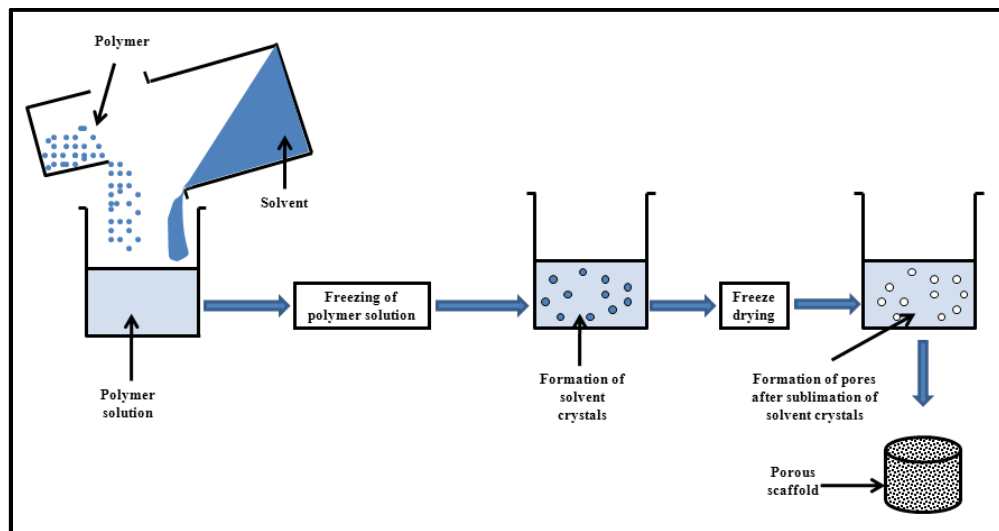 Polymer
Solvent
Polymer
solution
Freezing of
polymer solution
Formation of
solvent
crystals
Freeze
drying
Formation of pores
after sublimation of
solvent crystals
Porous
scaffold